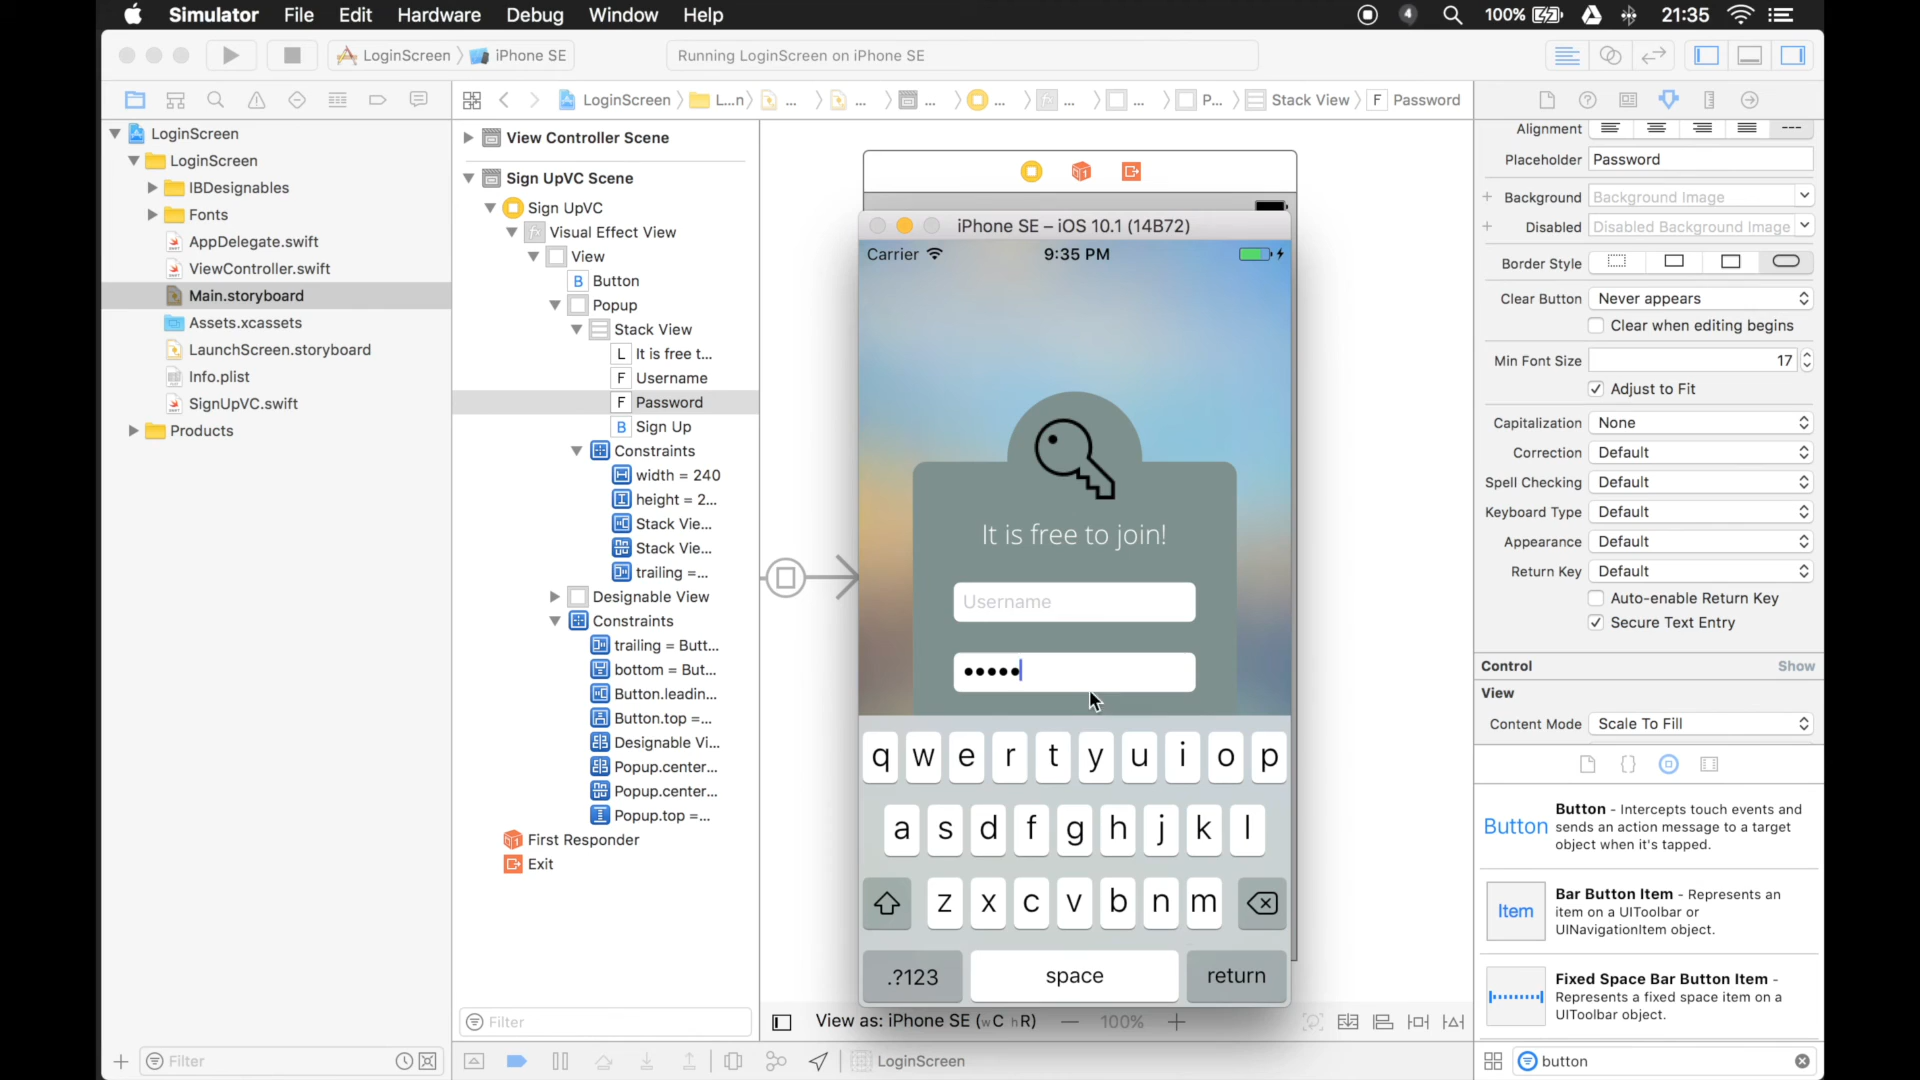 Simulator File Edit Hardware Debug Window Help 4 100% 21:35
LoginScreen iPhone SE
Running LoginScreen on iPhone SE
LoginScreen L...n ... ... ... ... ... ... P... Stack View F Password
LoginScreen
LoginScreen
IBDesignables
Fonts
AppDelegate.swift
ViewController.swift
Main.storyboard
Assets.xcassets
LaunchScreen.storyboard
Info.plist
SignUpVC.swift
Products
Filter
View Controller Scene
Sign UpVC Scene
Sign UpVC
Visual Effect View
View
B Button
Popup
Stack View
L It is free t...
F Username
F Password
B Sign Up
Constraints
width = 240
height = 2...
Stack Vie...
Stack Vie...
trailing =...
Designable View
Constraints
trailing = Butt...
bottom = But...
Button.leadin...
Button.top =...
Designable Vi...
Popup.center...
Popup.center...
Popup.top =...
First Responder
Exit
Filter
iPhone SE – iOS 10.1 (14B72)
Carrier 9:35 PM
It is free to join!
Username
•••••
q w e r t y u i o p
a s d f g h j k l
z x c v b n m
.?123 space return
View as: iPhone SE (wC hR) — 100% +
LoginScreen
Alignment
Placeholder Password
Background Background Image
Disabled Disabled Background Image
Border Style
Clear Button Never appears
Clear when editing begins
Min Font Size 17
Adjust to Fit
Capitalization None
Correction Default
Spell Checking Default
Keyboard Type Default
Appearance Default
Return Key Default
Auto-enable Return Key
Secure Text Entry
Control Show
View
Content Mode Scale To Fill
Button Button - Intercepts touch events and
sends an action message to a target
object when it's tapped.
Item Bar Button Item - Represents an
item on a UIToolbar or
UINavigationItem object.
Fixed Space Bar Button Item -
Represents a fixed space item on a
UIToolbar object.
button